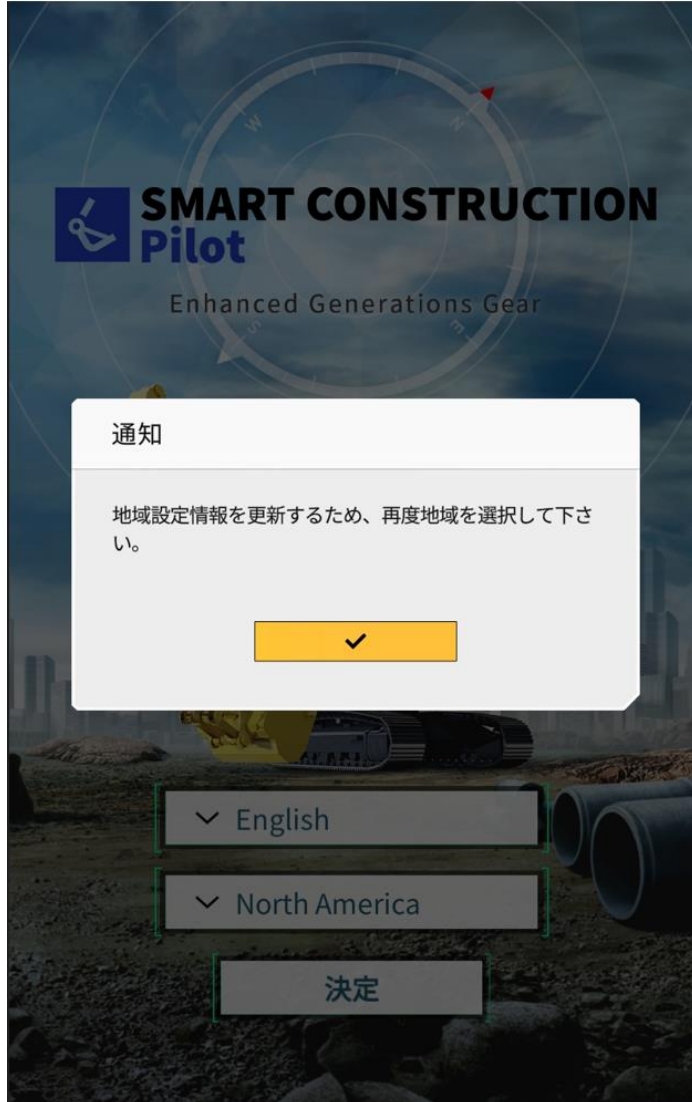 W
N
SMART CONSTRUCTION
Pilot
Enhanced Generations Gear
S
E
通知
地域設定情報を更新するため、再度地域を選択して下さ
い。
English
North America
決定